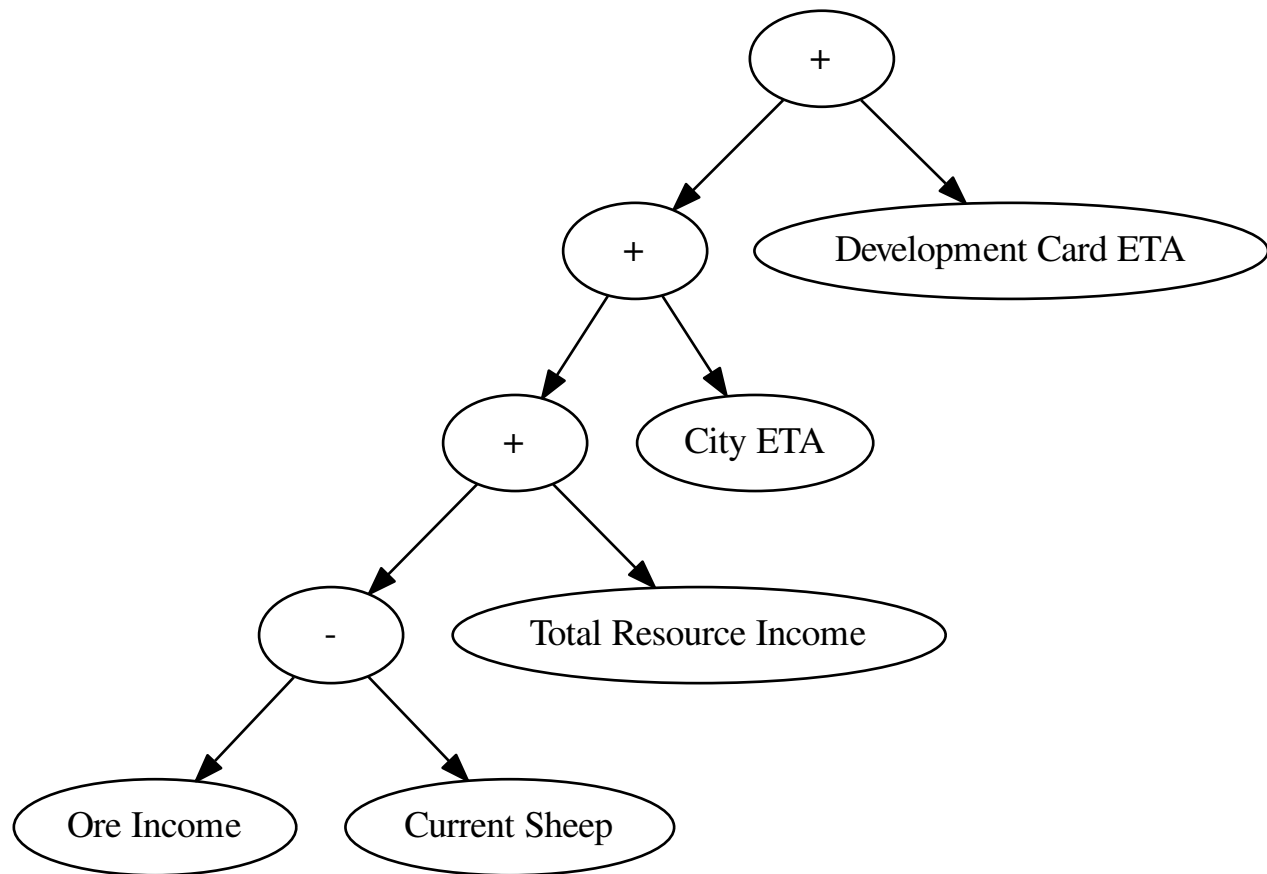 +
+
Development Card ETA
+
City ETA
-
Total Resource Income
Ore Income
Current Sheep